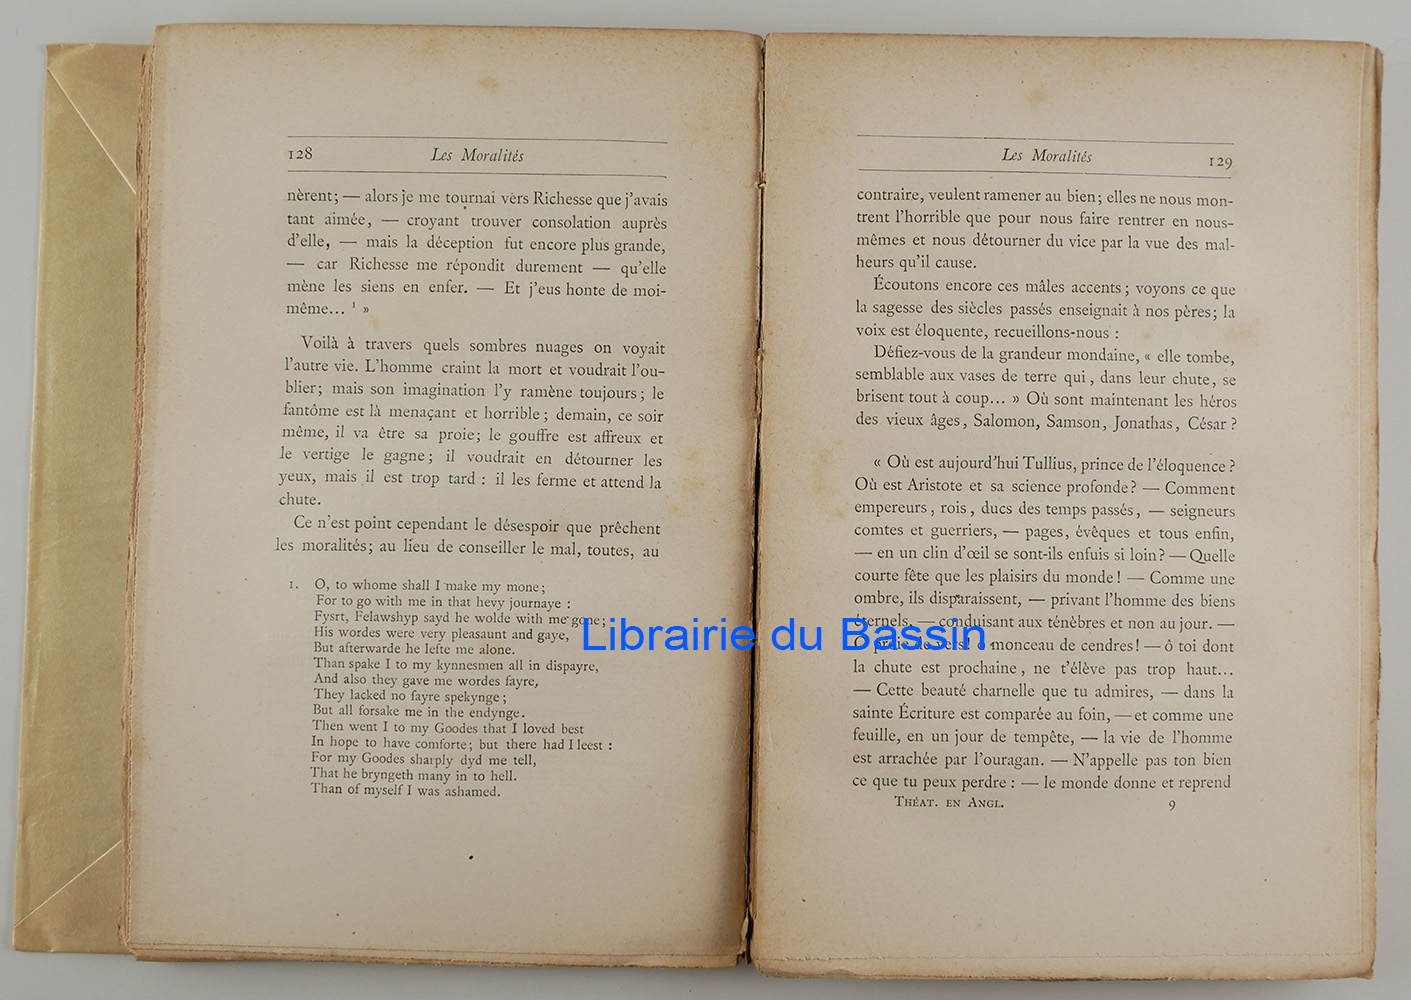 128
Les Moralités
nèrent; — alors je me tournai vers Richesse que j'avais
tant aimée, — croyant trouver consolation auprès
d'elle, — mais la déception fut encore plus grande,
— car Richesse me répondit durement — qu'elle
mène les siens en enfer. — Et j'eus honte de moi-
même... ¹ »
Voilà à travers quels sombres nuages on voyait
l'autre vie. L'homme craint la mort et voudrait l'ou-
blier; mais son imagination l'y ramène toujours; le
fantôme est là menaçant et horrible; demain, ce soir
même, il va être sa proie; le gouffre est affreux et
le vertige le gagne; il voudrait en détourner les
yeux, mais il est trop tard : il les ferme et attend la
chute.
Ce n'est point cependant le désespoir que prêchent
les moralités; au lieu de conseiller le mal, toutes, au
1. O, to whome shall I make my mone;
For to go with me in that hevy journaye :
Fysrt, Felawshyp sayd he wolde with me gone;
His wordes were very pleasaunt and gaye,
But afterwarde he lefte me alone.
Than spake I to my kynnesmen all in dispayre,
And also they gave me wordes fayre,
They lacked no fayre spekynge;
But all forsake me in the endynge.
Then went I to my Goodes that I loved best
In hope to have comforte; but there had I leest :
For my Goodes sharply dyd me tell,
That he bryngeth many in to hell.
Than of myself I was ashamed.
Les Moralités
129
contraire, veulent ramener au bien; elles ne nous mon-
trent l'horrible que pour nous faire rentrer en nous-
mêmes et nous détourner du vice par la vue des mal-
heurs qu'il cause.
Écoutons encore ces mâles accents; voyons ce que
la sagesse des siècles passés enseignait à nos pères; la
voix est éloquente, recueillons-nous :
Défiez-vous de la grandeur mondaine, « elle tombe,
semblable aux vases de terre qui, dans leur chute, se
brisent tout à coup... » Où sont maintenant les héros
des vieux âges, Salomon, Samson, Jonathas, César ?
« Où est aujourd'hui Tullius, prince de l'éloquence ?
Où est Aristote et sa science profonde? — Comment
empereurs, rois, ducs des temps passés, — seigneurs
comtes et guerriers, — pages, évêques et tous enfin,
— en un clin d'œil se sont-ils enfuis si loin? — Quelle
courte fête que les plaisirs du monde! — Comme une
ombre, ils disparaissent, — privant l'homme des biens
éternels, — conduisant aux ténèbres et non au jour. —
O proie de vers! ô monceau de cendres! — ô toi dont
la chute est prochaine, ne t'élève pas trop haut...
— Cette beauté charnelle que tu admires, — dans la
sainte Écriture est comparée au foin, — et comme une
feuille, en un jour de tempête, — la vie de l'homme
est arrachée par l'ouragan. — N'appelle pas ton bien
ce que tu peux perdre : — le monde donne et reprend
Théat. en Angl.
9
Librairie du Bassin.